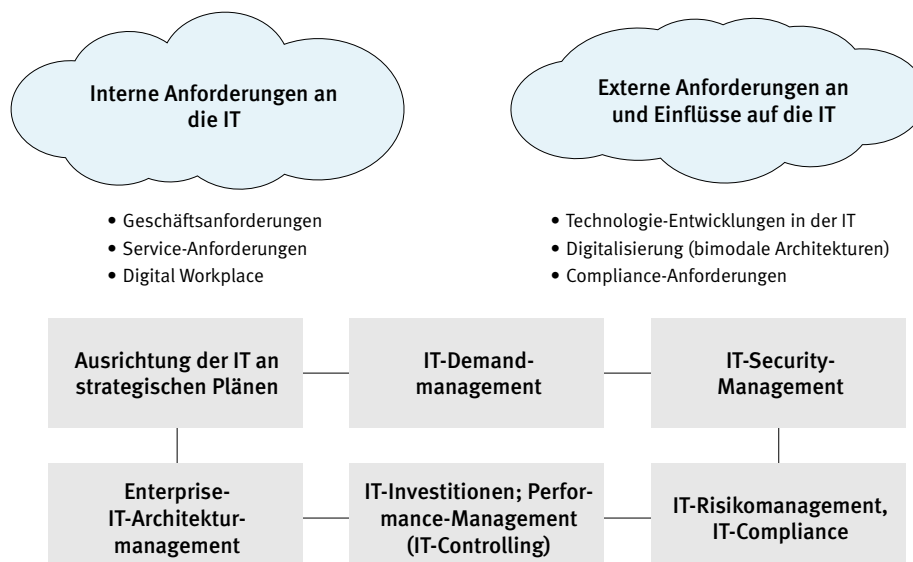 Interne Anforderungen an
die IT
Externe Anforderungen an
und Einflüsse auf die IT
• Geschäftsanforderungen
• Service-Anforderungen
• Digital Workplace
• Technologie-Entwicklungen in der IT
• Digitalisierung (bimodale Architekturen)
• Compliance-Anforderungen
Ausrichtung der IT an
strategischen Plänen
IT-Demand-
management
IT-Security-
Management
Enterprise-
IT-Architektur-
management
IT-Investitionen; Perfor-
mance-Management
(IT-Controlling)
IT-Risikomanagement,
IT-Compliance